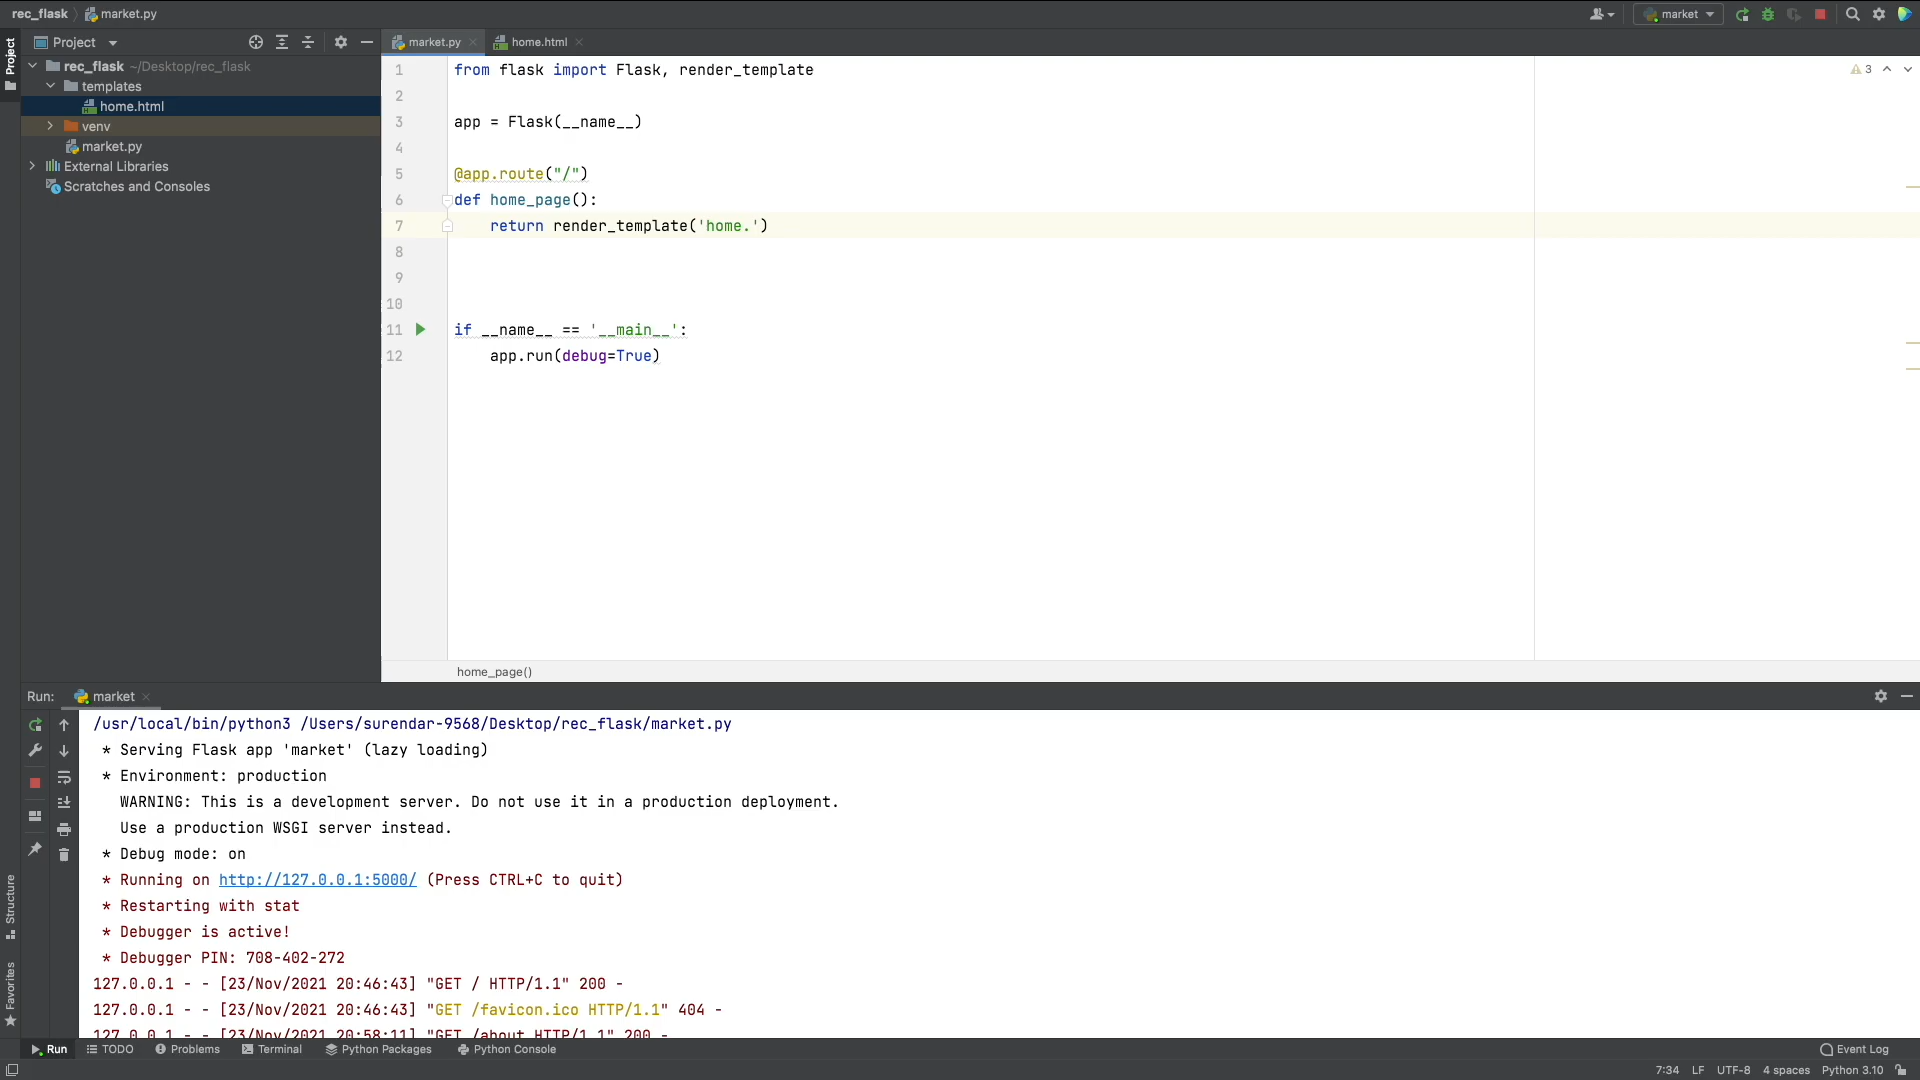 rec_flask market.py
market
Project
Project
market.py
home.html
rec_flask ~/Desktop/rec_flask
templates
home.html
venv
market.py
External Libraries
Scratches and Consoles
3
1 from flask import Flask, render_template
2
3 app = Flask(__name__)
4
5 @app.route("/")
6 def home_page():
7 return render_template('home.')
8
9
10
11 if __name__ == '__main__':
12 app.run(debug=True)
home_page()
Run: market
/usr/local/bin/python3 /Users/surendar-9568/Desktop/rec_flask/market.py
* Serving Flask app 'market' (lazy loading)
* Environment: production
WARNING: This is a development server. Do not use it in a production deployment.
Use a production WSGI server instead.
* Debug mode: on
* Running on http://127.0.0.1:5000/ (Press CTRL+C to quit)
* Restarting with stat
* Debugger is active!
* Debugger PIN: 708-402-272
127.0.0.1 - - [23/Nov/2021 20:46:43] "GET / HTTP/1.1" 200 -
127.0.0.1 - - [23/Nov/2021 20:46:43] "GET /favicon.ico HTTP/1.1" 404 -
127.0.0.1 - - [23/Nov/2021 20:58:11] "GET /about HTTP/1.1" 200 -
Structure
Favorites
Run TODO Problems Terminal Python Packages Python Console Event Log
7:34 LF UTF-8 4 spaces Python 3.10